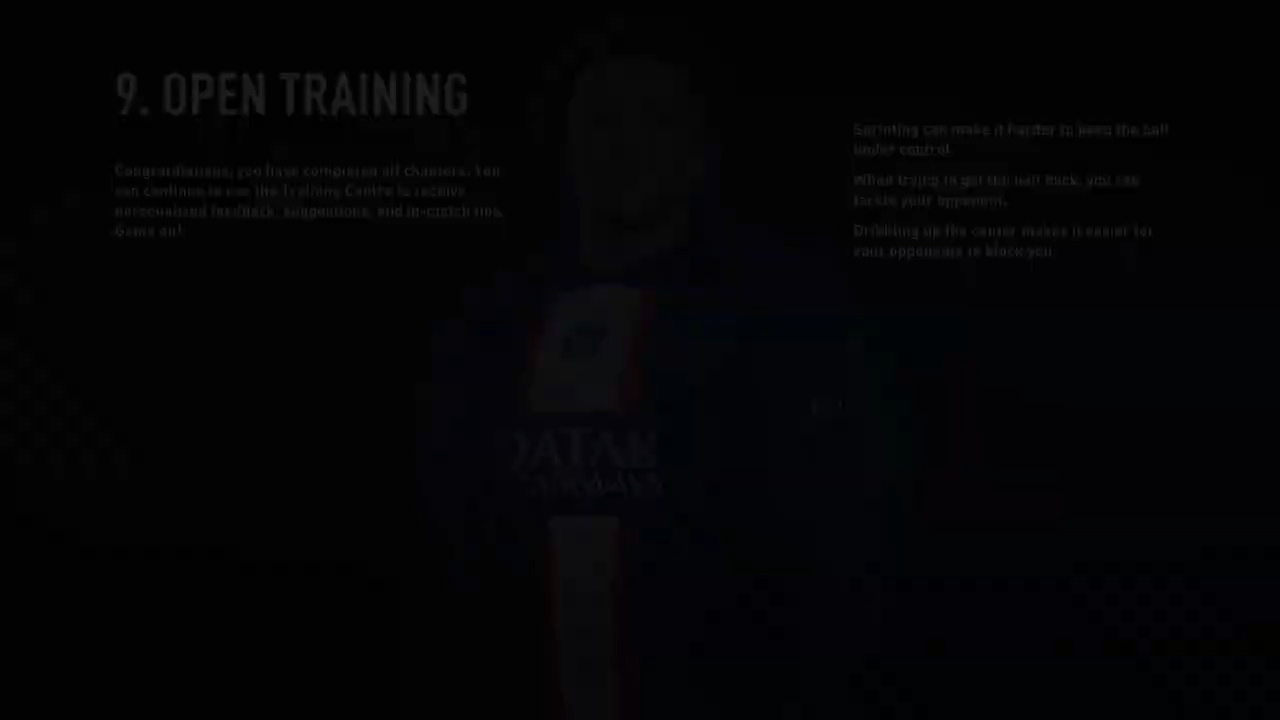 9. OPEN TRAINING
Congratulations, you have completed all chapters. You
can continue to use the Training Centre to receive
personalised feedback, suggestions, and in-match tips.
Game on!
Sprinting can make it harder to keep the ball
under control.
When trying to get the ball back, you can
tackle your opponent.
Dribbling up the center makes it easier for
your opponents to block you.
QATAR
AIRWAYS